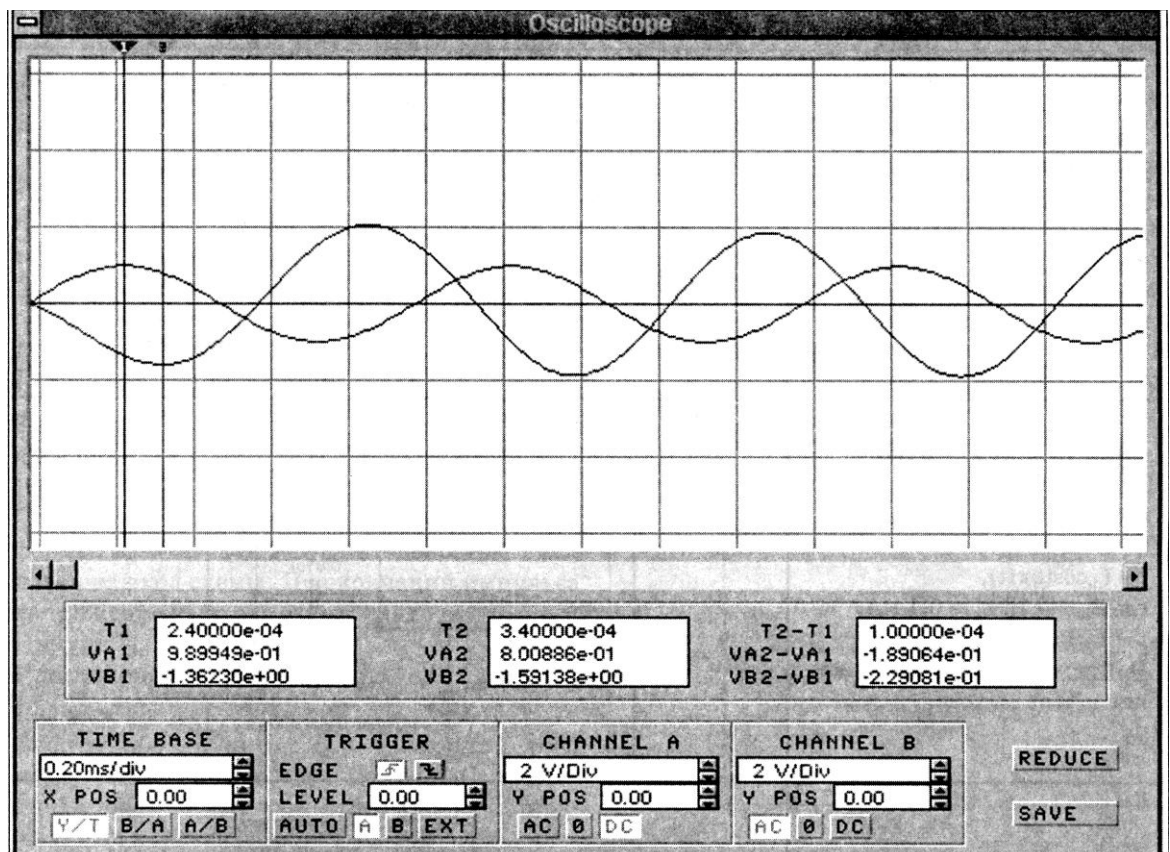 Oscilloscope
1
T1 2.40000e-04 T2 3.40000e-04 T2-T1 1.00000e-04
VA1 9.89949e-01 VA2 8.00886e-01 VA2-VA1 -1.89064e-01
VB1 -1.36230e+00 VB2 -1.59138e+00 VB2-VB1 -2.29081e-01
TIME BASE TRIGGER CHANNEL A CHANNEL B
0.20ms/div EDGE 2 V/Div 2 V/Div REDUCE
X POS 0.00 LEVEL 0.00 Y POS 0.00 Y POS 0.00
Y/T B/A A/B AUTO A B EXT AC 0 DC AC 0 DC SAVE